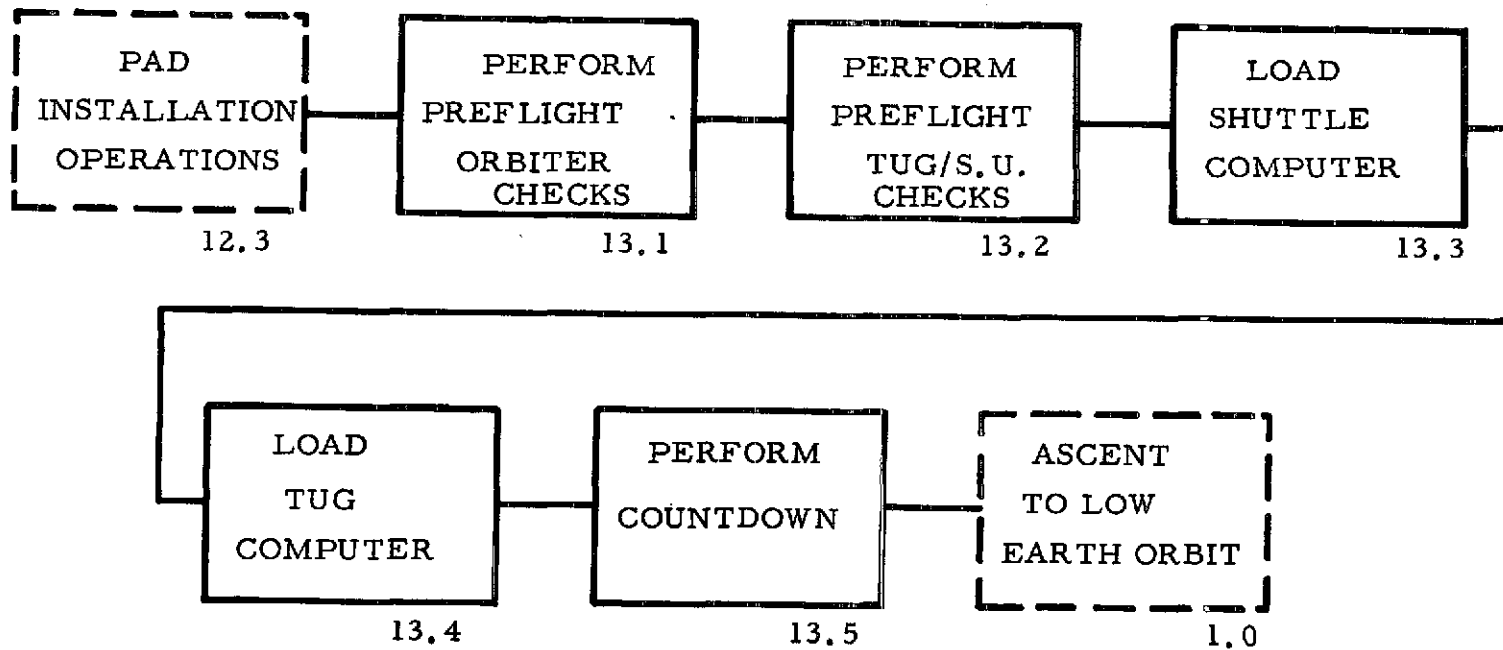 PAD
INSTALLATION
OPERATIONS
12.3
PERFORM
PREFLIGHT
ORBITER
CHECKS
13.1
PERFORM
PREFLIGHT
TUG/S.U.
CHECKS
13.2
LOAD
SHUTTLE
COMPUTER
13.3
LOAD
TUG
COMPUTER
13.4
PERFORM
COUNTDOWN
13.5
ASCENT
TO LOW
EARTH ORBIT
1.0